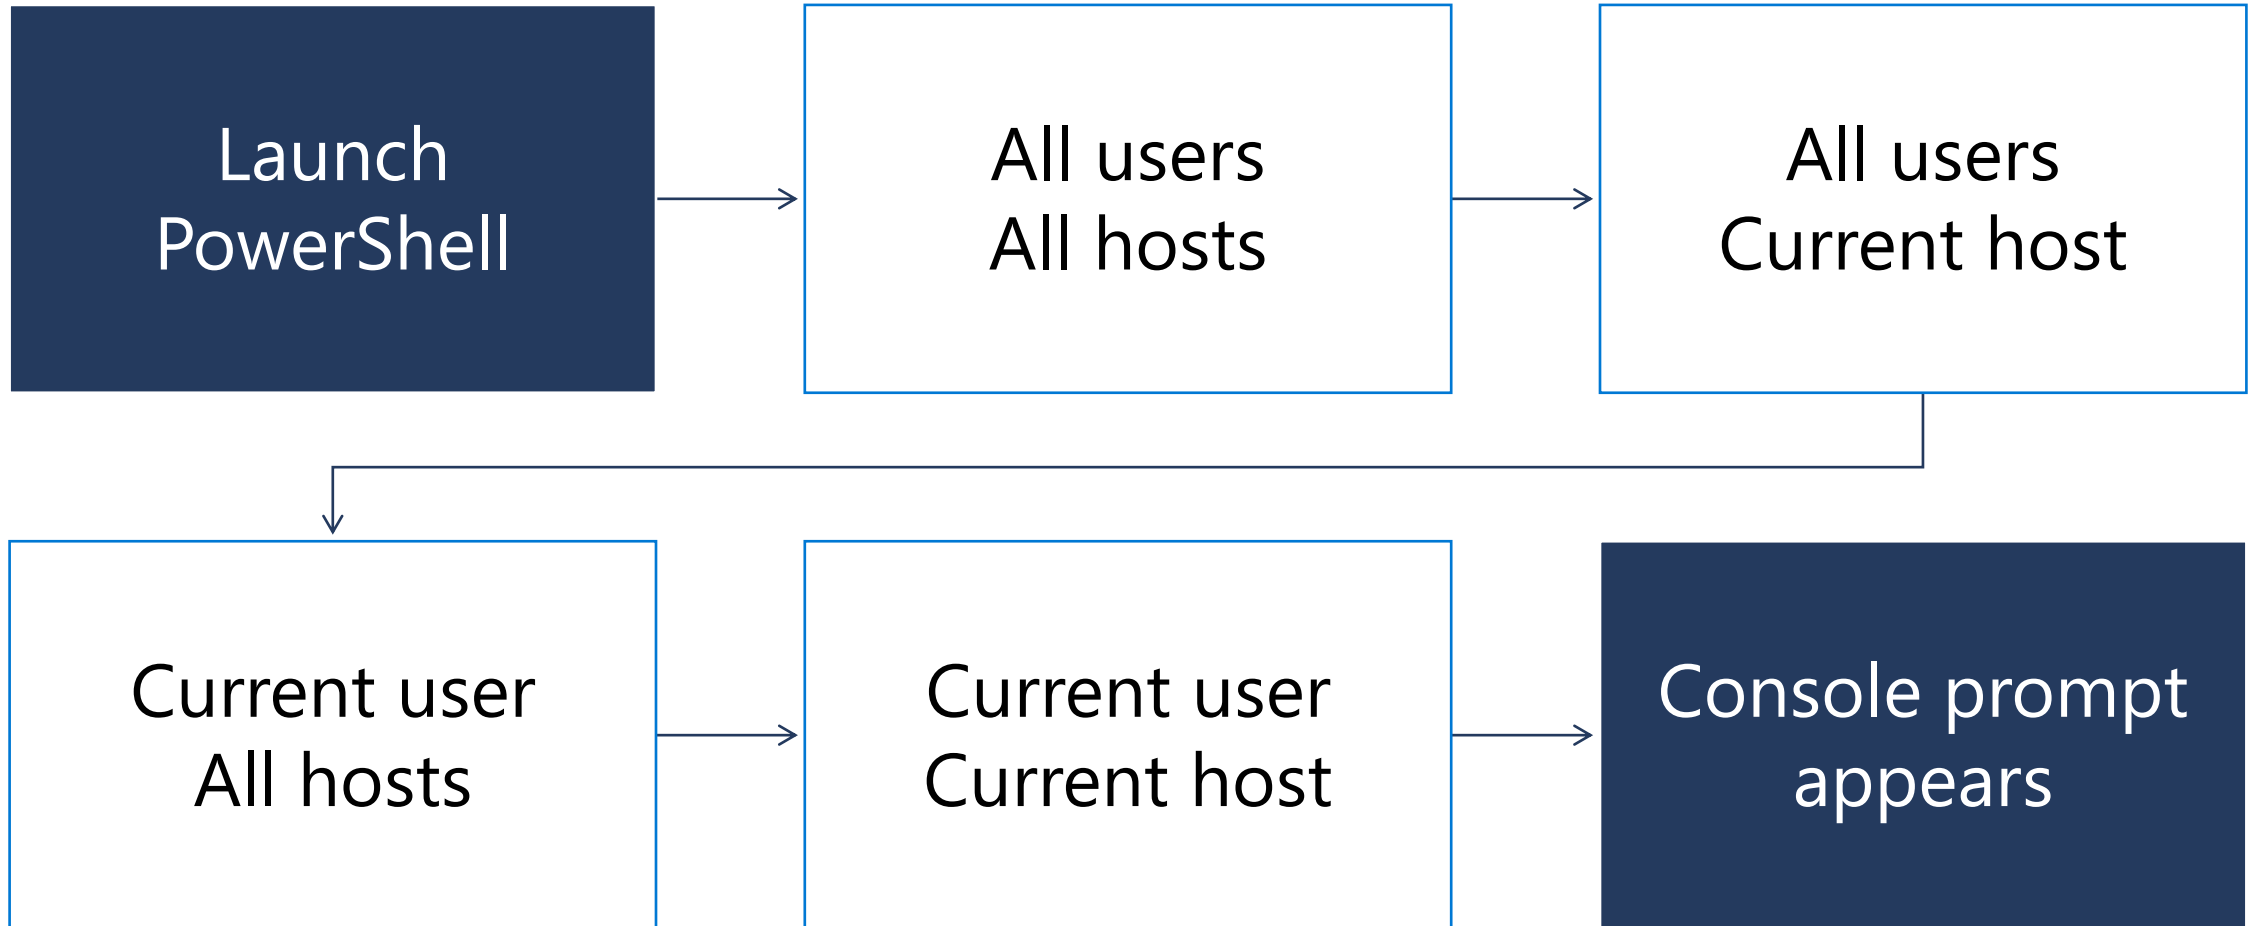 Launch
PowerShell
All users
All hosts
All users
Current host
Current user
All hosts
Current user
Current host
Console prompt
appears